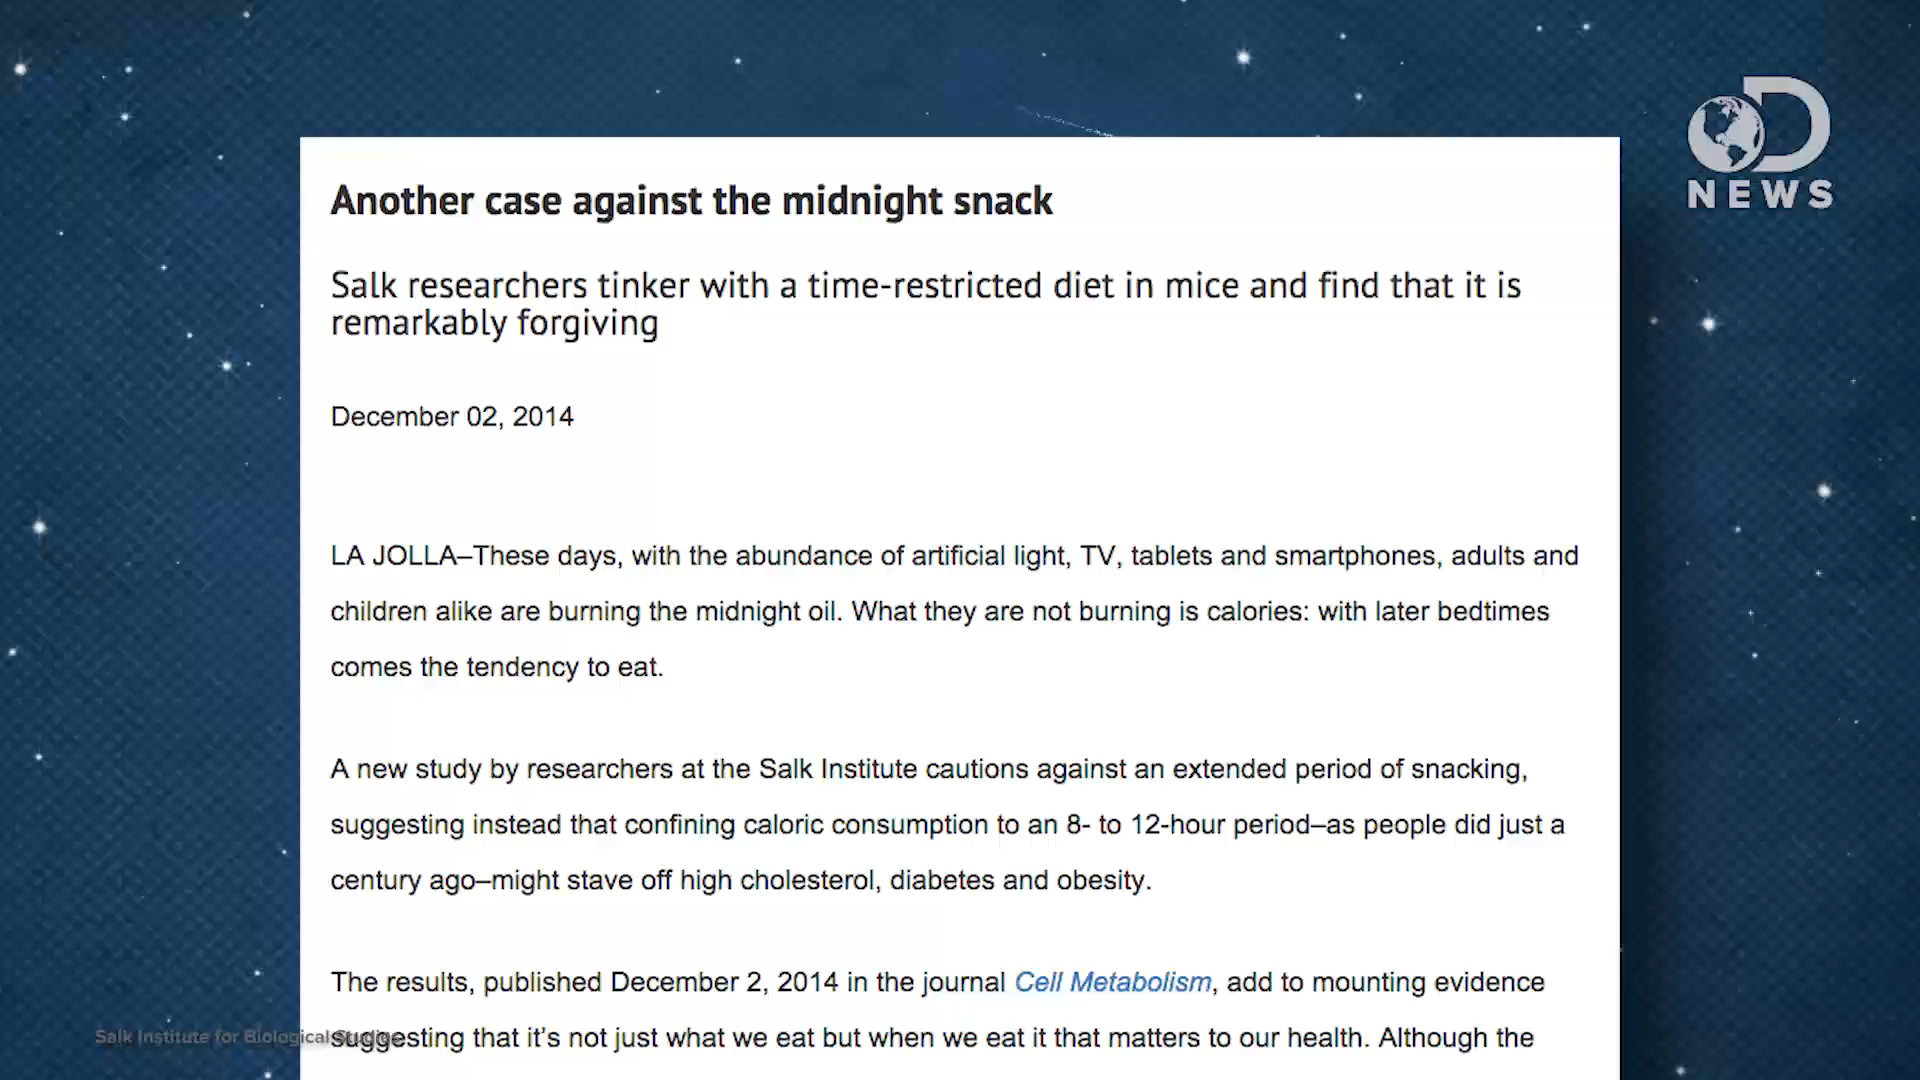 D
NEWS
Another case against the midnight snack
Salk researchers tinker with a time-restricted diet in mice and find that it is
remarkably forgiving
December 02, 2014
LA JOLLA–These days, with the abundance of artificial light, TV, tablets and smartphones, adults and
children alike are burning the midnight oil. What they are not burning is calories: with later bedtimes
comes the tendency to eat.
A new study by researchers at the Salk Institute cautions against an extended period of snacking,
suggesting instead that confining caloric consumption to an 8- to 12-hour period–as people did just a
century ago–might stave off high cholesterol, diabetes and obesity.
The results, published December 2, 2014 in the journal Cell Metabolism, add to mounting evidence
suggesting that it's not just what we eat but when we eat it that matters to our health. Although the
Salk Institute for Biological Studies